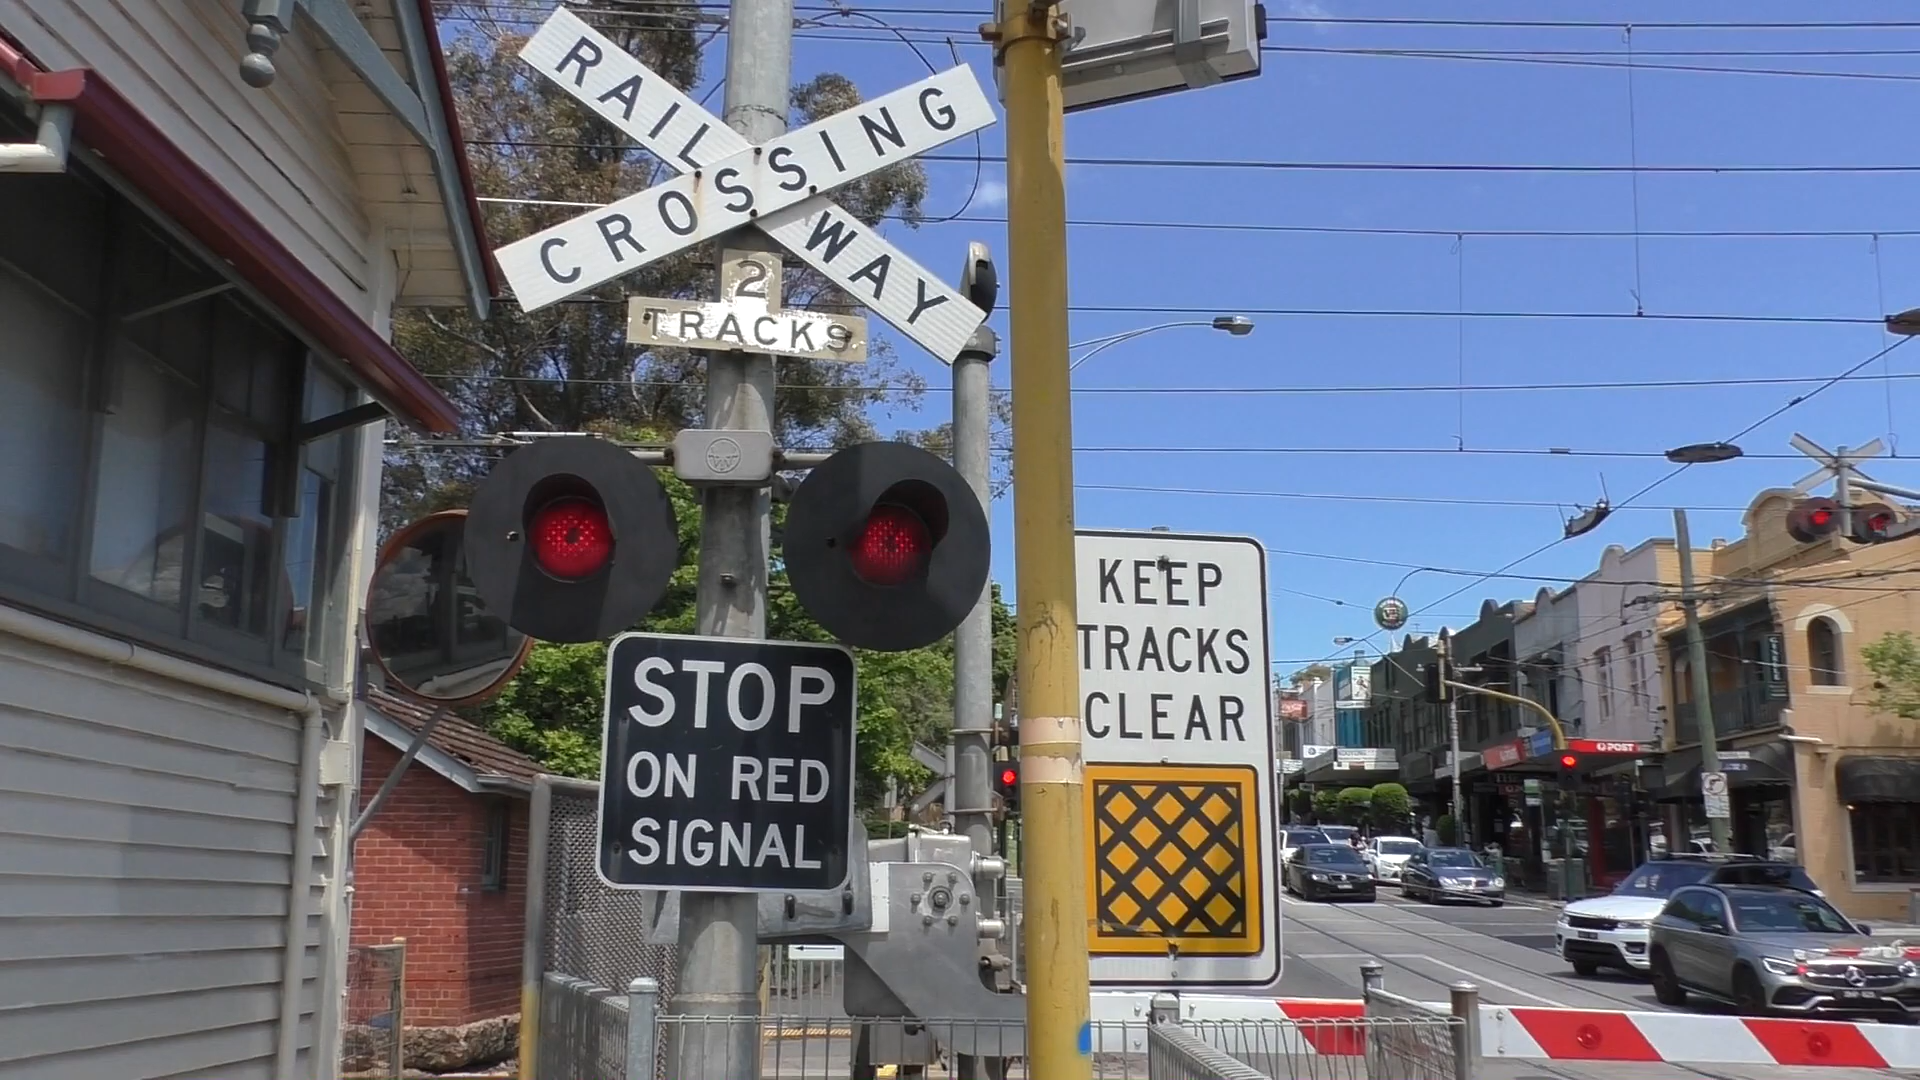 RAILWAY
CROSSING
2
TRACKS
STOP
ON RED
SIGNAL
KEEP
TRACKS
CLEAR
POST